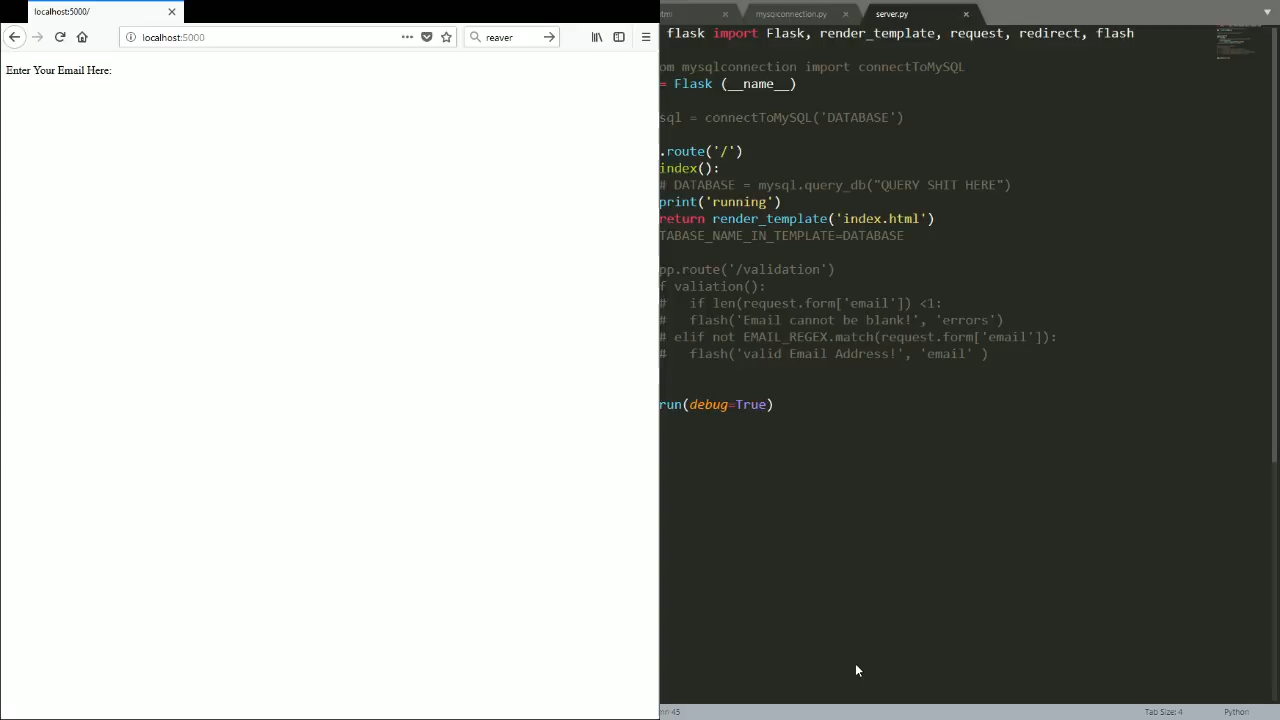 localhost:5000/
localhost:5000
reaver
Enter Your Email Here:
mysqlconnection.py
server.py
flask import Flask, render_template, request, redirect, flash
om mysqlconnection import connectToMySQL
= Flask (__name__)
sql = connectToMySQL('DATABASE')
.route('/')
index():
# DATABASE = mysql.query_db("QUERY SHIT HERE")
print('running')
return render_template('index.html')
TABASE_NAME_IN_TEMPLATE=DATABASE
pp.route('/validation')
f valiation():
# if len(request.form['email']) <1:
# flash('Email cannot be blank!', 'errors')
# elif not EMAIL_REGEX.match(request.form['email']):
# flash('valid Email Address!', 'email' )
run(debug=True)
45
Tab Size: 4
Python